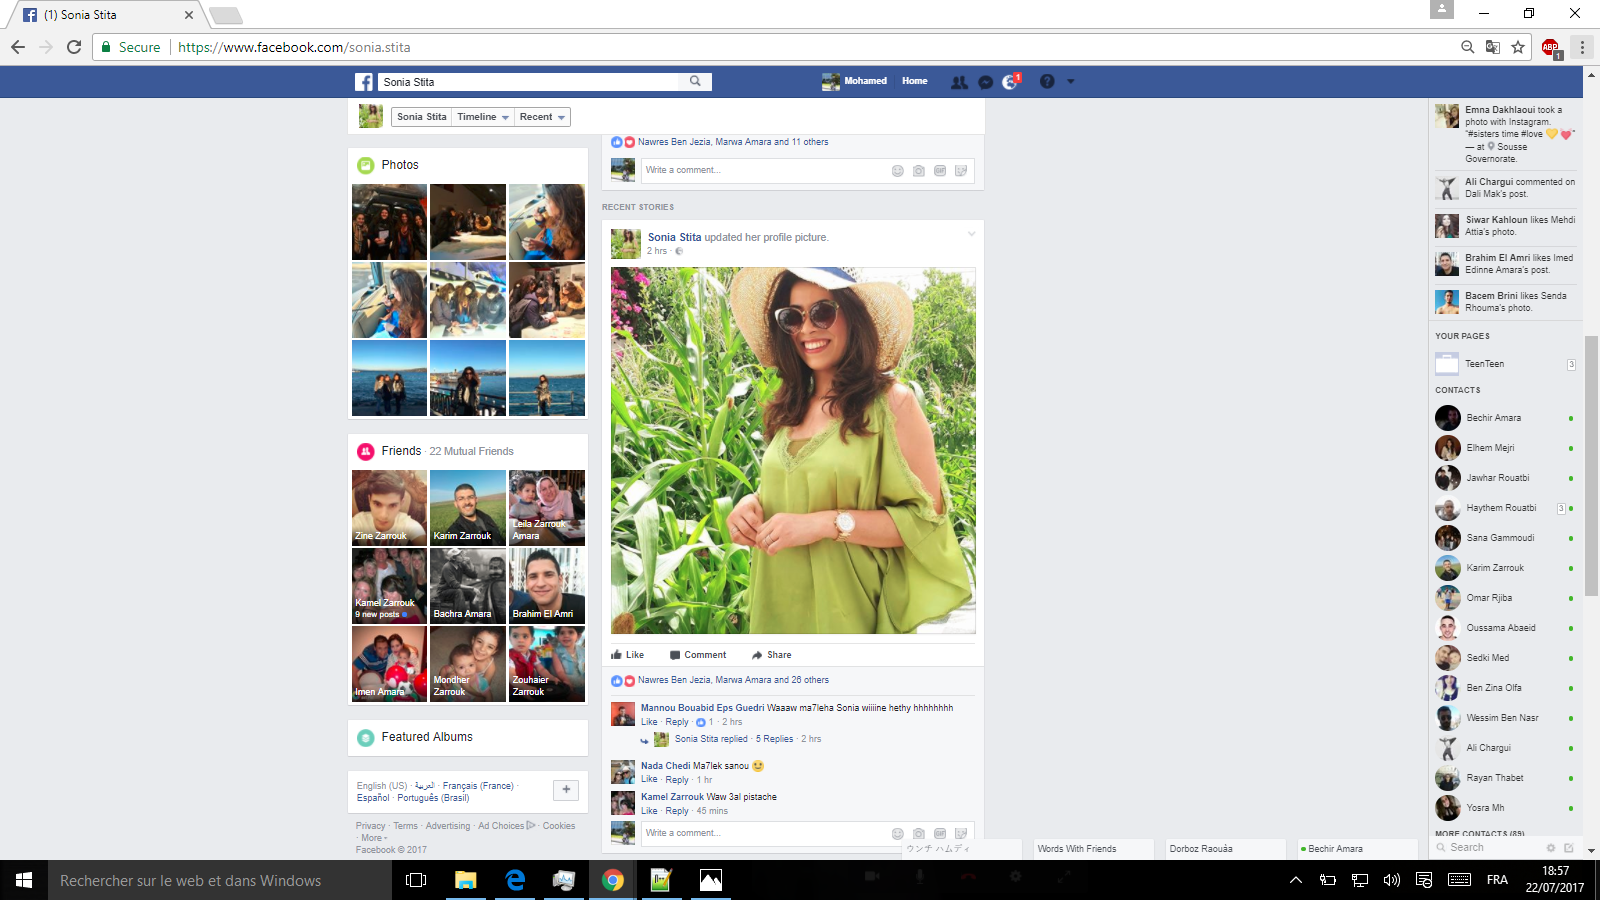 (1) Sonia Stita
Secure
https://www.facebook.com/sonia.stita
ABP
1
Sonia Stita
Mohamed
Home
1
Sonia Stita
Timeline
Recent
Photos
Friends · 22 Mutual Friends
Zine Zarrouk
Karim Zarrouk
Leila Zarrouk
Amara
Kamel Zarrouk
9 new posts
Bachra Amara
Brahim El Amri
Imen Amara
Mondher
Zarrouk
Zouhaier
Zarrouk
Featured Albums
English (US) · العربية · Français (France) ·
Español · Português (Brasil)
+
Privacy · Terms · Advertising · Ad Choices · Cookies
· More
Facebook © 2017
Nawres Ben Jezia, Marwa Amara and 11 others
Write a comment...
GIF
RECENT STORIES
Sonia Stita updated her profile picture.
2 hrs ·
Like
Comment
Share
Nawres Ben Jezia, Marwa Amara and 26 others
Mannou Bouabid Eps Guedri Waaaw ma7leha Sonia wiiiine hethy hhhhhhhh
Like · Reply · 1 · 2 hrs
Sonia Stita replied · 5 Replies · 2 hrs
Nada Chedi Ma7lek sanou
Like · Reply · 1 hr
Kamel Zarrouk Waw 3al pistache
Like · Reply · 45 mins
Write a comment...
GIF
Emna Dakhlaoui took a
photo with Instagram.
"#sisters time #love 💛 💓"
— at Sousse
Governorate.
Ali Chargui commented on
Dali Mak's post.
Siwar Kahloun likes Mehdi
Attia's photo.
Brahim El Amri likes Imed
Edinne Amara's post.
Bacem Brini likes Senda
Rhouma's photo.
YOUR PAGES
TeenTeen
3
CONTACTS
Bechir Amara
Elhem Mejri
Jawhar Rouatbi
Haythem Rouatbi
3
Sana Gammoudi
Karim Zarrouk
Omar Rjiba
Oussama Abaeid
Sedki Med
Ben Zina Olfa
Wessim Ben Nasr
Ali Chargui
Rayan Thabet
Yosra Mh
MORE CONTACTS (89)
Search
ウンチ ハムディ
Words With Friends
Dorboz Raouâa
Bechir Amara
Rechercher sur le web et dans Windows
FRA
18:57
22/07/2017